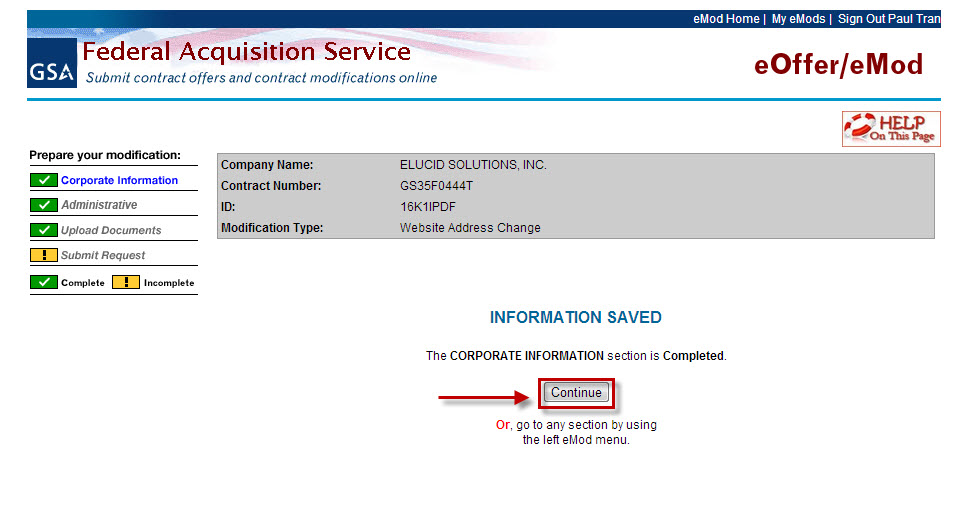 eMod Home | My eMods | Sign Out Paul Tran
GSA
Federal Acquisition Service
Submit contract offers and contract modifications online
eOffer/eMod
HELP
On This Page
Prepare your modification:
Corporate Information
Administrative
Upload Documents
! Submit Request
Complete ! Incomplete
Company Name: ELUCID SOLUTIONS, INC.
Contract Number: GS35F0444T
ID: 16K1IPDF
Modification Type: Website Address Change
INFORMATION SAVED
The CORPORATE INFORMATION section is Completed.
Continue
Or, go to any section by using
the left eMod menu.